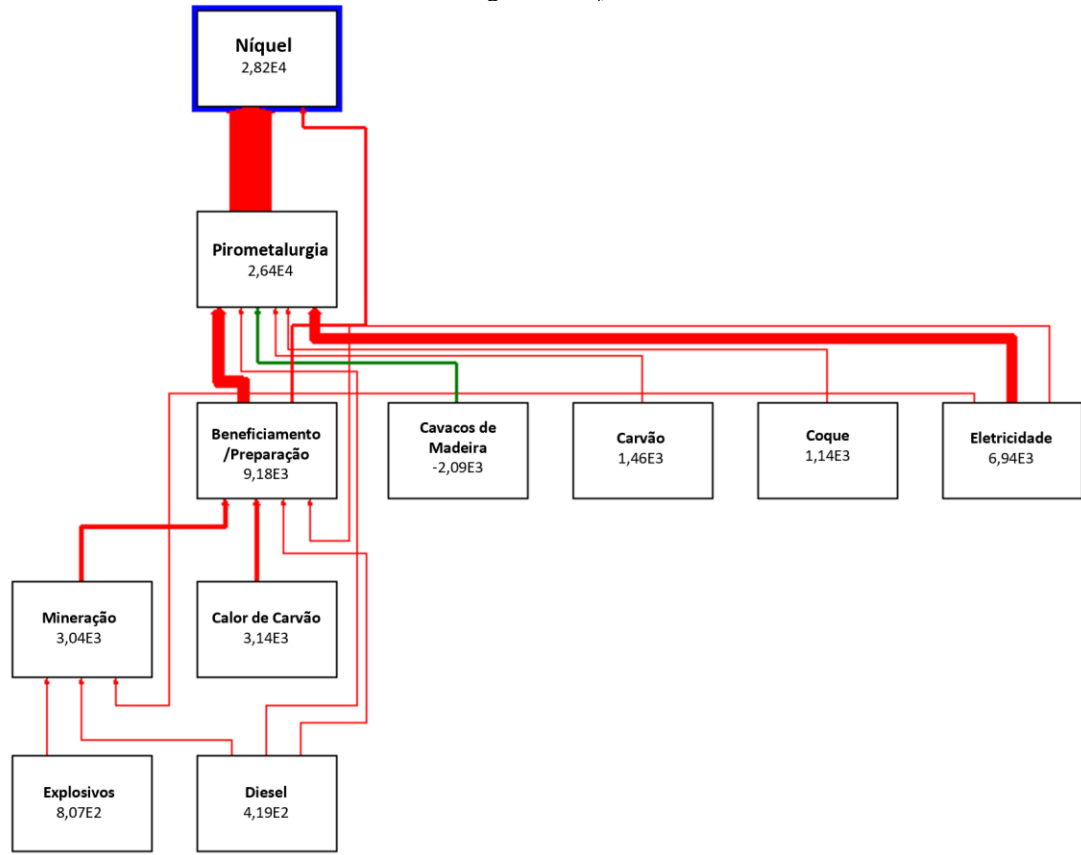 Níquel
2,82E4
Pirometalurgia
2,64E4
Beneficiamento
/Preparação
9,18E3
Cavacos de
Madeira
-2,09E3
Carvão
1,46E3
Coque
1,14E3
Eletricidade
6,94E3
Mineração
3,04E3
Calor de Carvão
3,14E3
Explosivos
8,07E2
Diesel
4,19E2